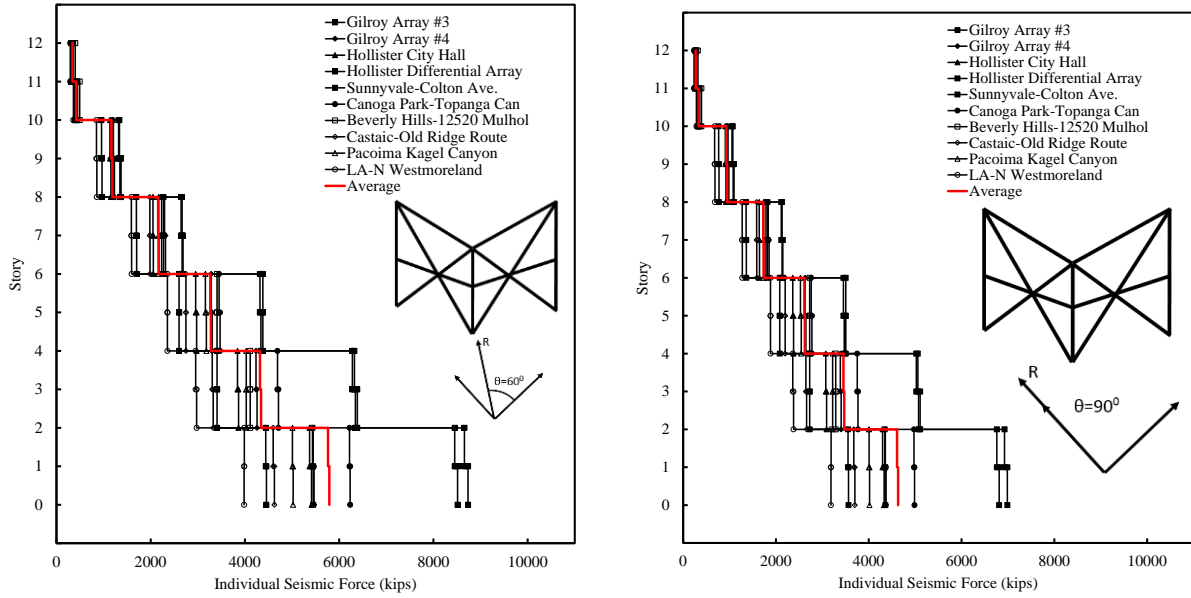 Gilroy Array #3
Gilroy Array #4
Hollister City Hall
Hollister Differential Array
Sunnyvale-Colton Ave.
Canoga Park-Topanga Can
Beverly Hills-12520 Mulhol
Castaic-Old Ridge Route
Pacoima Kagel Canyon
LA-N Westmoreland
Average
12
11
10
9
8
7
6
5
4
3
2
1
0
Story
R
θ=60⁰
0
2000
4000
6000
8000
10000
Individual Seismic Force (kips)
Gilroy Array #3
Gilroy Array #4
Hollister City Hall
Hollister Differential Array
Sunnyvale-Colton Ave.
Canoga Park-Topanga Can
Beverly Hills-12520 Mulhol
Castaic-Old Ridge Route
Pacoima Kagel Canyon
LA-N Westmoreland
Average
12
11
10
9
8
7
6
5
4
3
2
1
0
Story
R
θ=90⁰
0
2000
4000
6000
8000
10000
Individual Seismic Force (kips)